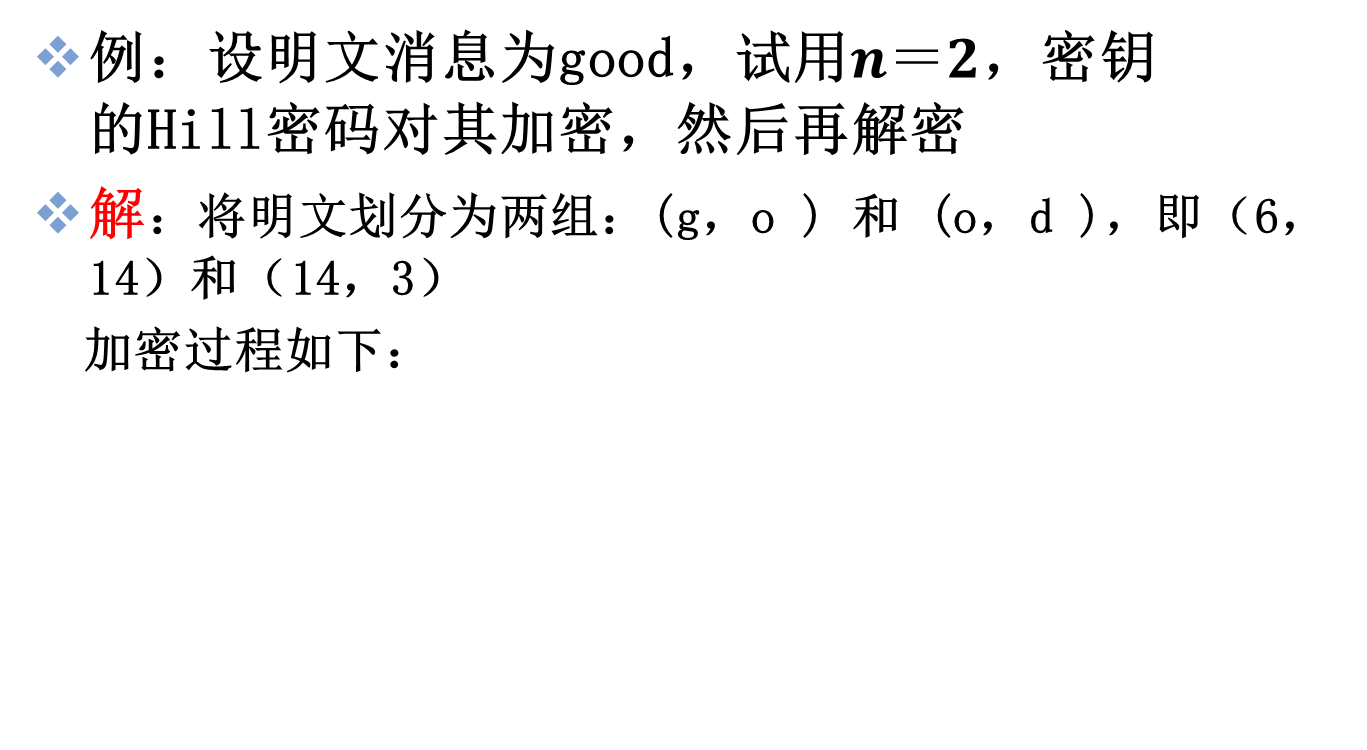 例：设明文消息为good，试用n＝2，密钥
的Hill密码对其加密，然后再解密
解：将明文划分为两组：(g，o ) 和 (o，d )，即（6，
14）和（14，3）
加密过程如下：